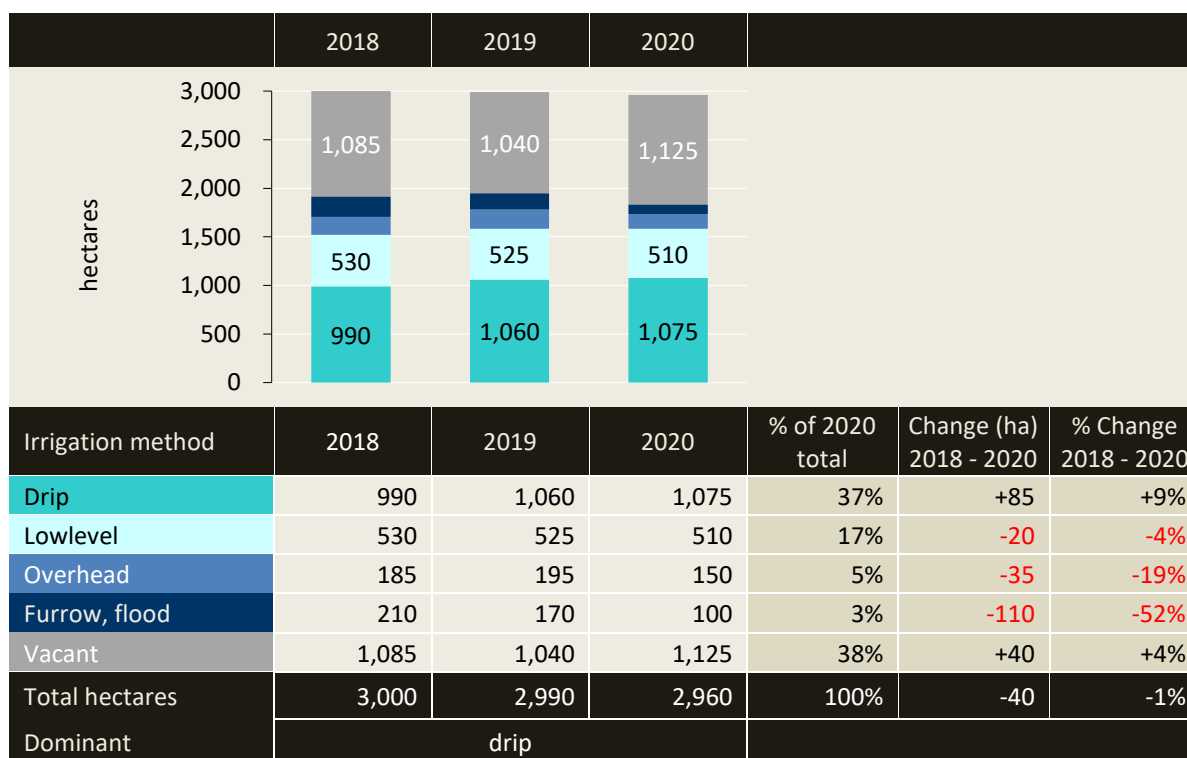 2018 2019 2020
3,000
2,500
2,000
1,500
1,000
500
0
hectares
1,085 1,040 1,125
530 525 510
990 1,060 1,075
Irrigation method 2018 2019 2020 % of 2020 total Change (ha) 2018 - 2020 % Change 2018 - 2020
Drip 990 1,060 1,075 37% +85 +9%
Lowlevel 530 525 510 17% -20 -4%
Overhead 185 195 150 5% -35 -19%
Furrow, flood 210 170 100 3% -110 -52%
Vacant 1,085 1,040 1,125 38% +40 +4%
Total hectares 3,000 2,990 2,960 100% -40 -1%
Dominant drip